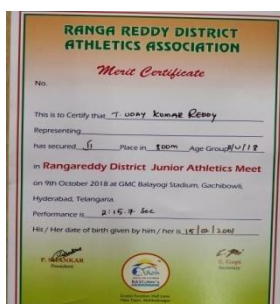 RANGA REDDY DISTRICT
ATHLETICS ASSOCIATION
Merit Certificate
No.
This is to Certify that T. UDAY KUMAR REDDY
Representing
has secured Place in 800m Age Group B/U/18
in Rangareddy District Junior Athletics Meet
on 9th October 2018 at GMC Balayogi Stadium, Gachibowli,
Hyderabad, Telangana.
Performance is 2:15.7 Sec
His / Her date of birth given by him / her is 15/02/2001
P. SHANKAR
President
Secretary